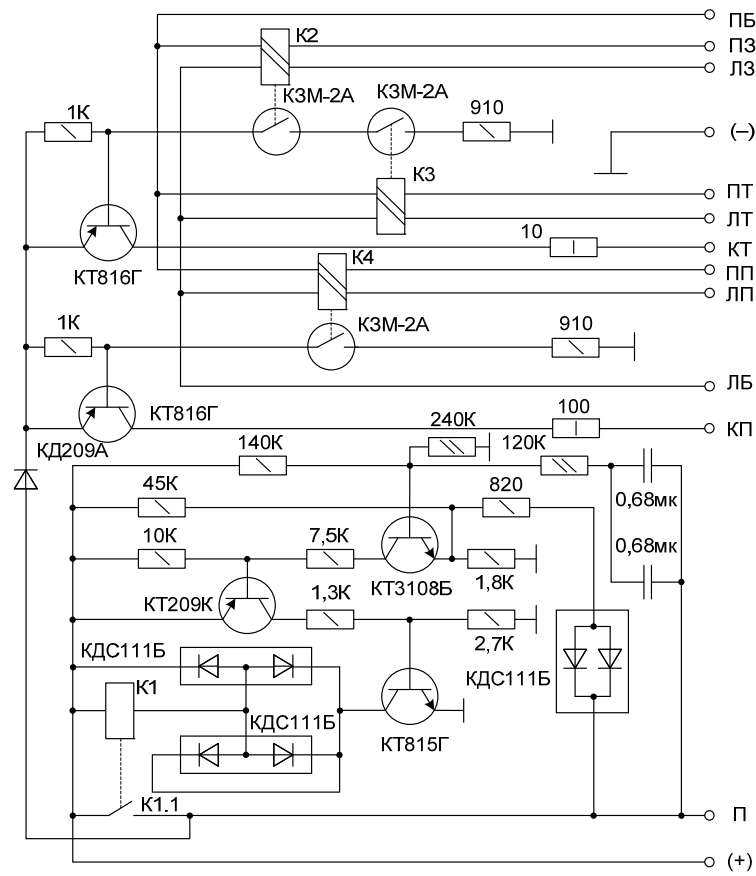 ПБ
К2
ПЗ
ЛЗ
КЗМ-2А
КЗМ-2А
1К
910
(–)
К3
ПТ
ЛТ
10
КТ
КТ816Г
К4
ПП
ЛП
1К
КЗМ-2А
910
ЛБ
КТ816Г
100
КП
КД209А
240К
140К
120К
45К
820
0,68мк
10К
7,5К
0,68мк
КТ3108Б
1,8К
КТ209К
1,3К
2,7К
КДС111Б
КДС111Б
К1
КДС111Б
КТ815Г
К1.1
П
(+)